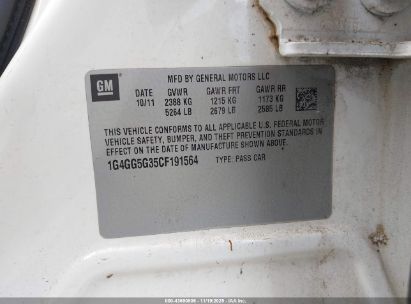 GM
MFD BY GENERAL MOTORS LLC
DATE GVWR GAWR FRT GAWR RR
10/11 2388 KG 1215 KG 1173 KG
5264 LB 2679 LB 2585 LB
THIS VEHICLE CONFORMS TO ALL APPLICABLE U.S. FEDERAL MOTOR
VEHICLE SAFETY, BUMPER, AND THEFT PREVENTION STANDARDS IN
EFFECT ON THE DATE OF MANUFACTURE SHOWN ABOVE.
1G4GG5G35CF191564 TYPE: PASS CAR